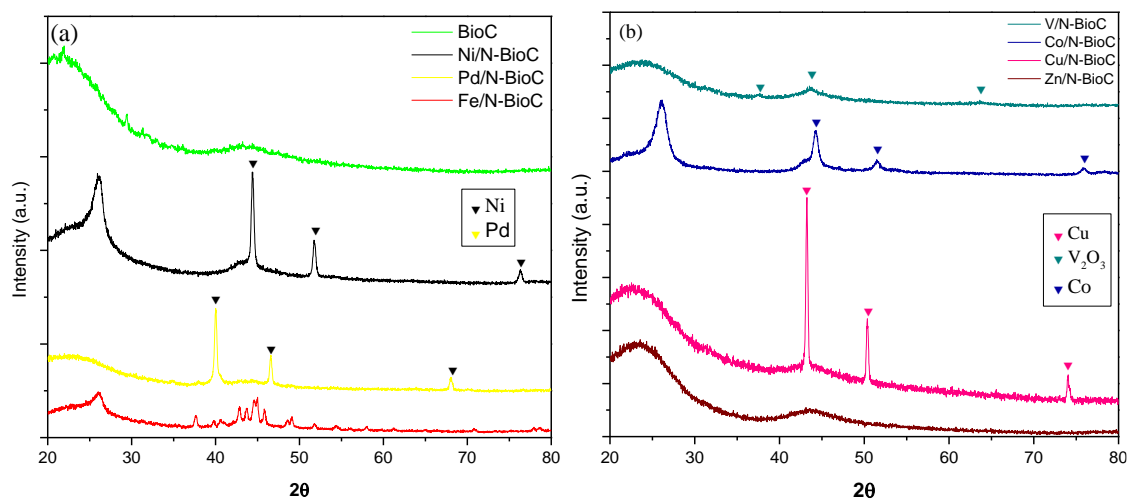 (a)
BioC
Ni/N-BioC
Pd/N-BioC
Fe/N-BioC
Ni
Pd
Intensity (a.u.)
20 30 40 50 60 70 80
2θ
(b)
V/N-BioC
Co/N-BioC
Cu/N-BioC
Zn/N-BioC
Cu
V₂O₃
Co
Intensity (a.u.)
20 30 40 50 60 70 80
2θ